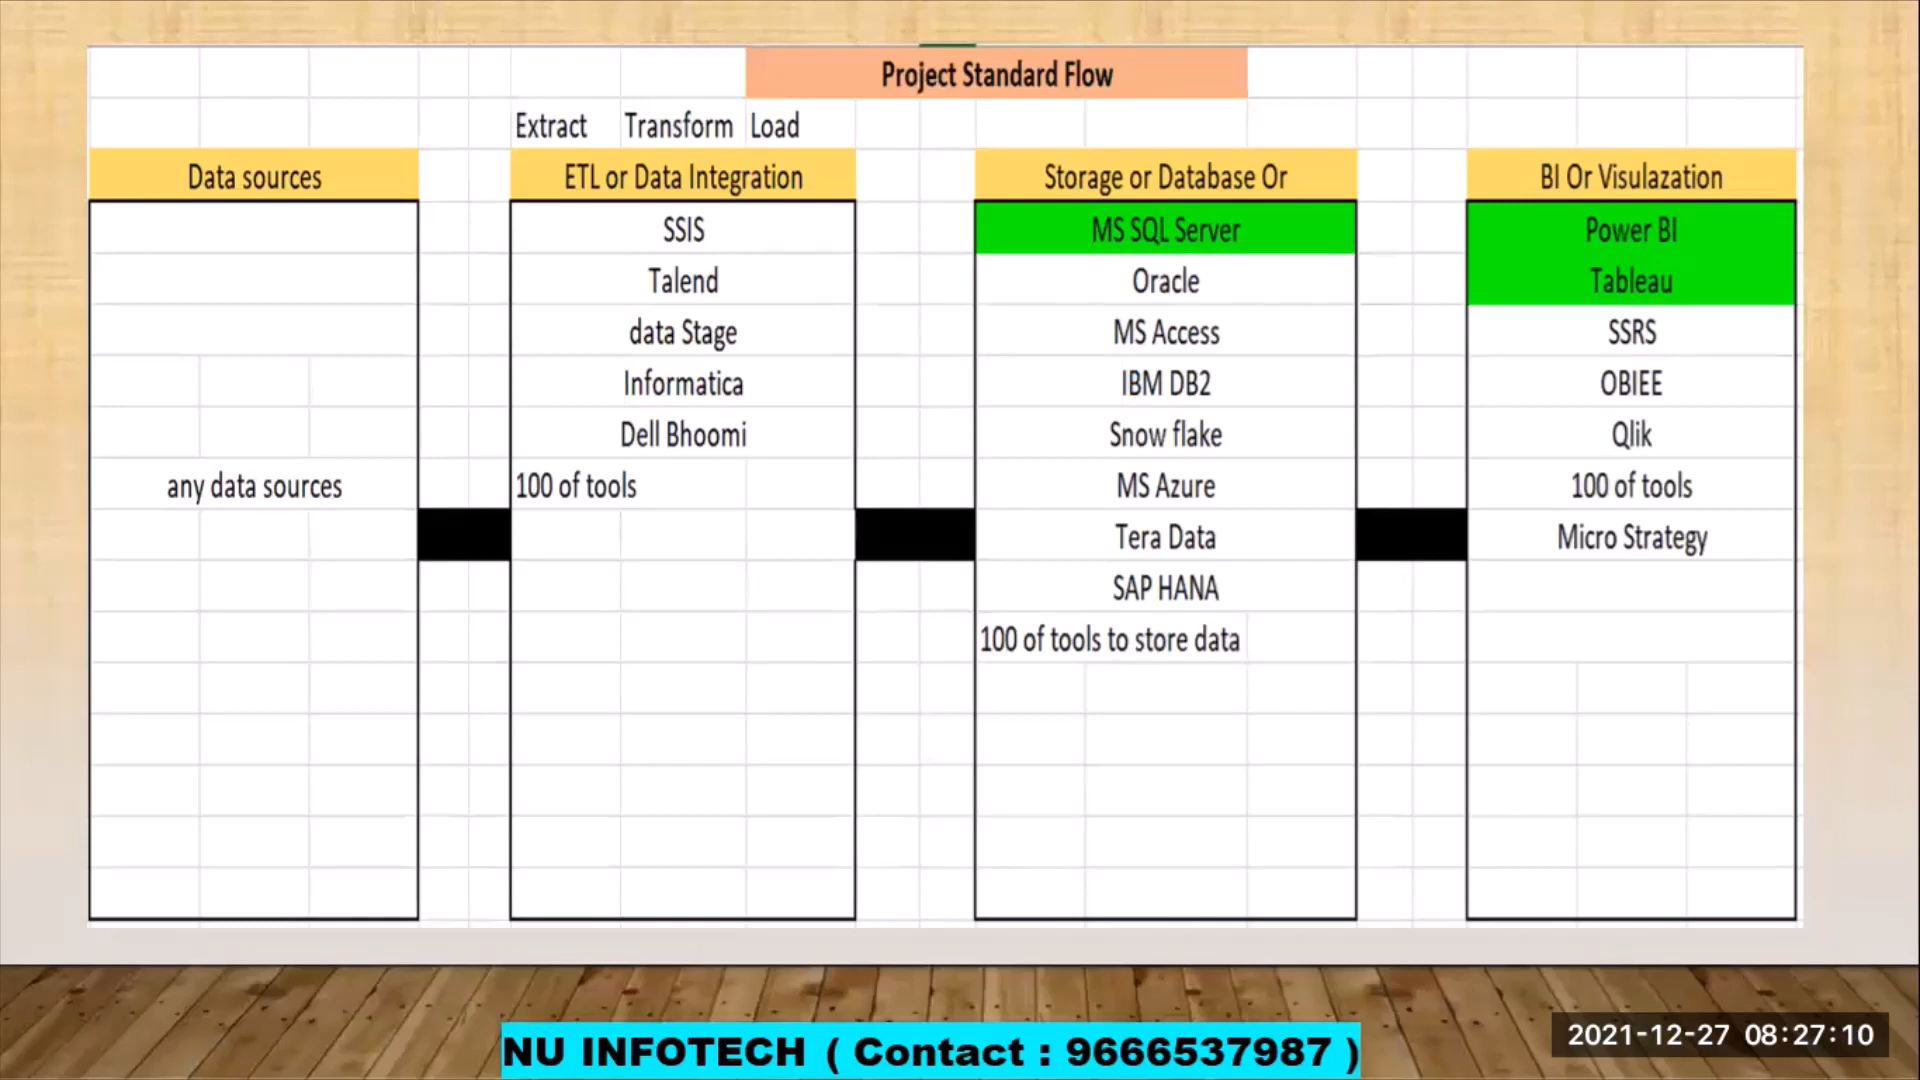 Project Standard Flow
Extract Transform Load
Data sources
ETL or Data Integration
Storage or Database Or
BI Or Visulazation
any data sources
SSIS
Talend
data Stage
Informatica
Dell Bhoomi
100 of tools
MS SQL Server
Oracle
MS Access
IBM DB2
Snow flake
MS Azure
Tera Data
SAP HANA
100 of tools to store data
Power BI
Tableau
SSRS
OBIEE
Qlik
100 of tools
Micro Strategy
NU INFOTECH ( Contact : 9666537987 )
2021-12-27 08:27:10